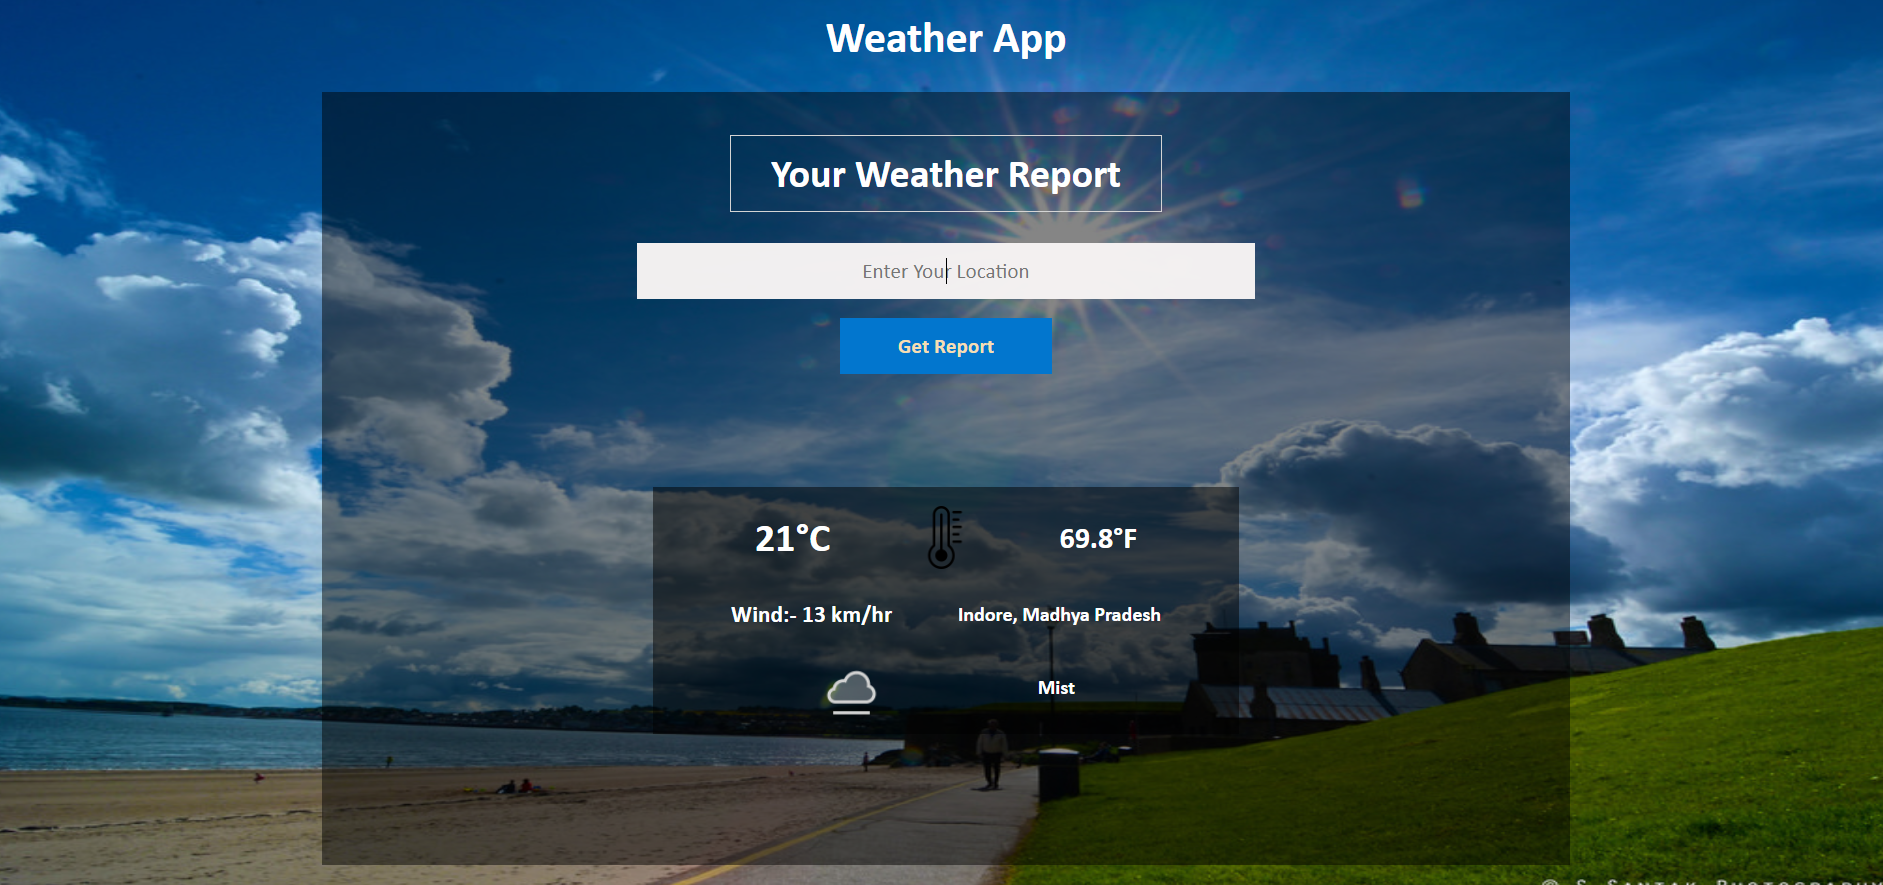 Weather App
Your Weather Report
Enter Your Location
Get Report
21°C
69.8°F
Wind:- 13 km/hr
Indore, Madhya Pradesh
Mist